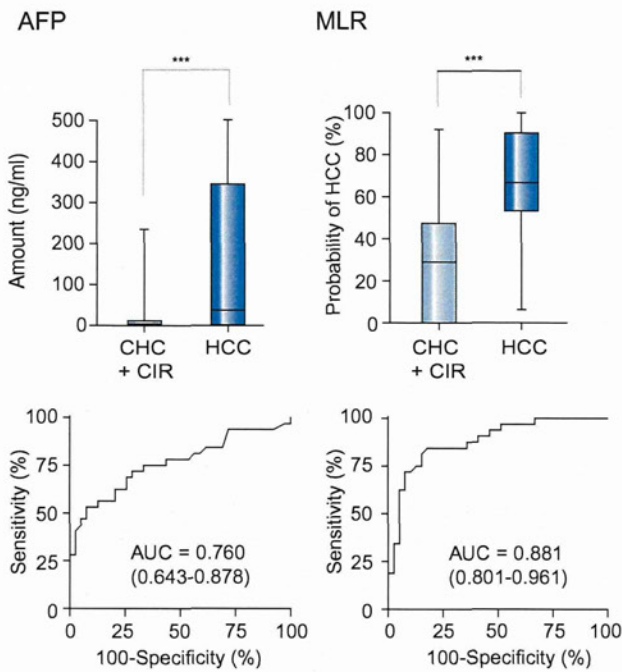 AFP
MLR
***
***
500
400
300
200
100
0
Amount (ng/ml)
CHC
+ CIR
HCC
100
80
60
40
20
0
Probability of HCC (%)
CHC
+ CIR
HCC
100
75
50
25
0
Sensitivity (%)
AUC = 0.760
(0.643-0.878)
0 25 50 75 100
100-Specificity (%)
100
75
50
25
0
Sensitivity (%)
AUC = 0.881
(0.801-0.961)
0 25 50 75 100
100-Specificity (%)